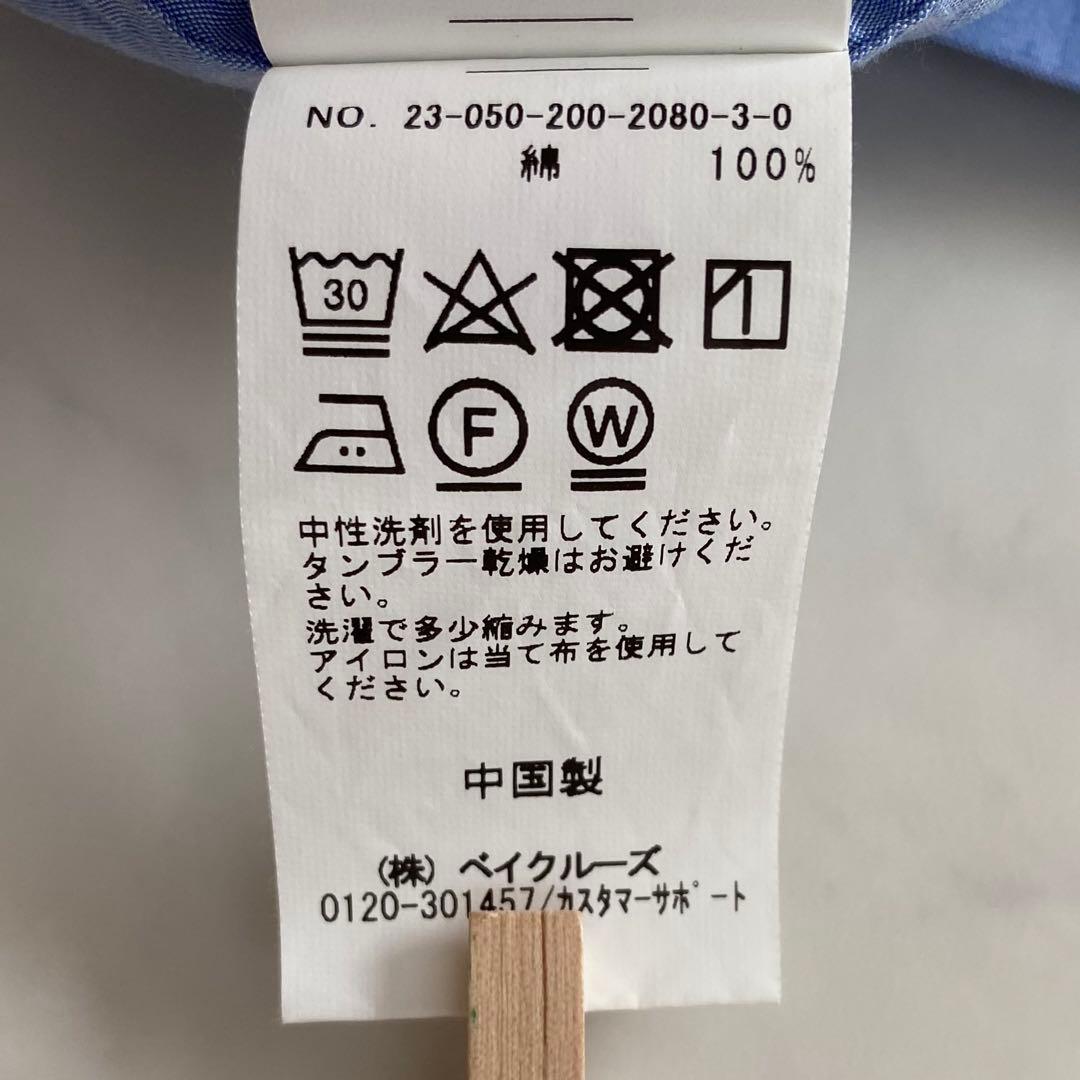 NO. 23-050-200-2080-3-0
綿 100%
30
F W
中性洗剤を使用してください。
タンブラー乾燥はお避けくだ
さい。
洗濯で多少縮みます。
アイロンは当て布を使用して
ください。
中国製
(株) ベイクルーズ
0120-301457/ｶｽﾀﾏｰｻﾎﾟｰﾄ